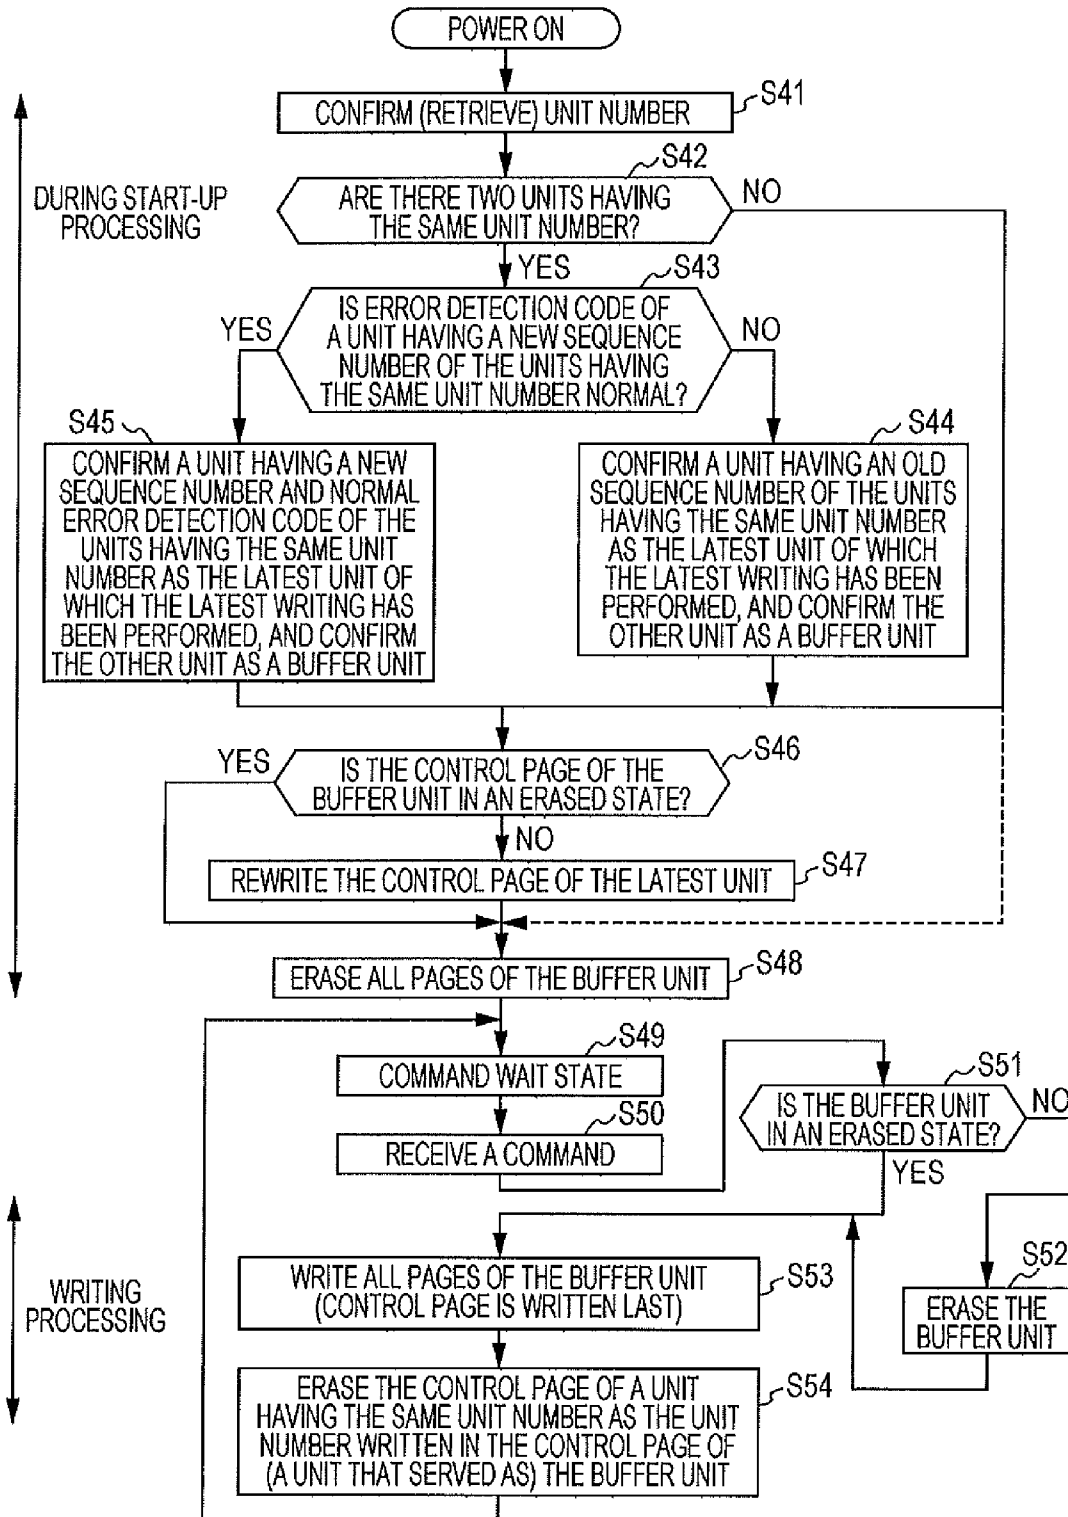 POWER ON
S41
CONFIRM (RETRIEVE) UNIT NUMBER
S42
DURING START-UP
PROCESSING
ARE THERE TWO UNITS HAVING
THE SAME UNIT NUMBER?
NO
YES
S43
YES
IS ERROR DETECTION CODE OF
A UNIT HAVING A NEW SEQUENCE
NUMBER OF THE UNITS HAVING
THE SAME UNIT NUMBER NORMAL?
NO
S45
CONFIRM A UNIT HAVING A NEW
SEQUENCE NUMBER AND NORMAL
ERROR DETECTION CODE OF THE
UNITS HAVING THE SAME UNIT
NUMBER AS THE LATEST UNIT OF
WHICH THE LATEST WRITING HAS
BEEN PERFORMED, AND CONFIRM
THE OTHER UNIT AS A BUFFER UNIT
S44
CONFIRM A UNIT HAVING AN OLD
SEQUENCE NUMBER OF THE UNITS
HAVING THE SAME UNIT NUMBER
AS THE LATEST UNIT OF WHICH
THE LATEST WRITING HAS BEEN
PERFORMED, AND CONFIRM THE
OTHER UNIT AS A BUFFER UNIT
YES
S46
IS THE CONTROL PAGE OF THE
BUFFER UNIT IN AN ERASED STATE?
NO
S47
REWRITE THE CONTROL PAGE OF THE LATEST UNIT
S48
ERASE ALL PAGES OF THE BUFFER UNIT
S49
COMMAND WAIT STATE
S50
RECEIVE A COMMAND
S51
IS THE BUFFER UNIT
IN AN ERASED STATE?
NO
YES
S52
ERASE THE
BUFFER UNIT
WRITING
PROCESSING
S53
WRITE ALL PAGES OF THE BUFFER UNIT
(CONTROL PAGE IS WRITTEN LAST)
S54
ERASE THE CONTROL PAGE OF A UNIT
HAVING THE SAME UNIT NUMBER AS THE UNIT
NUMBER WRITTEN IN THE CONTROL PAGE OF
(A UNIT THAT SERVED AS) THE BUFFER UNIT